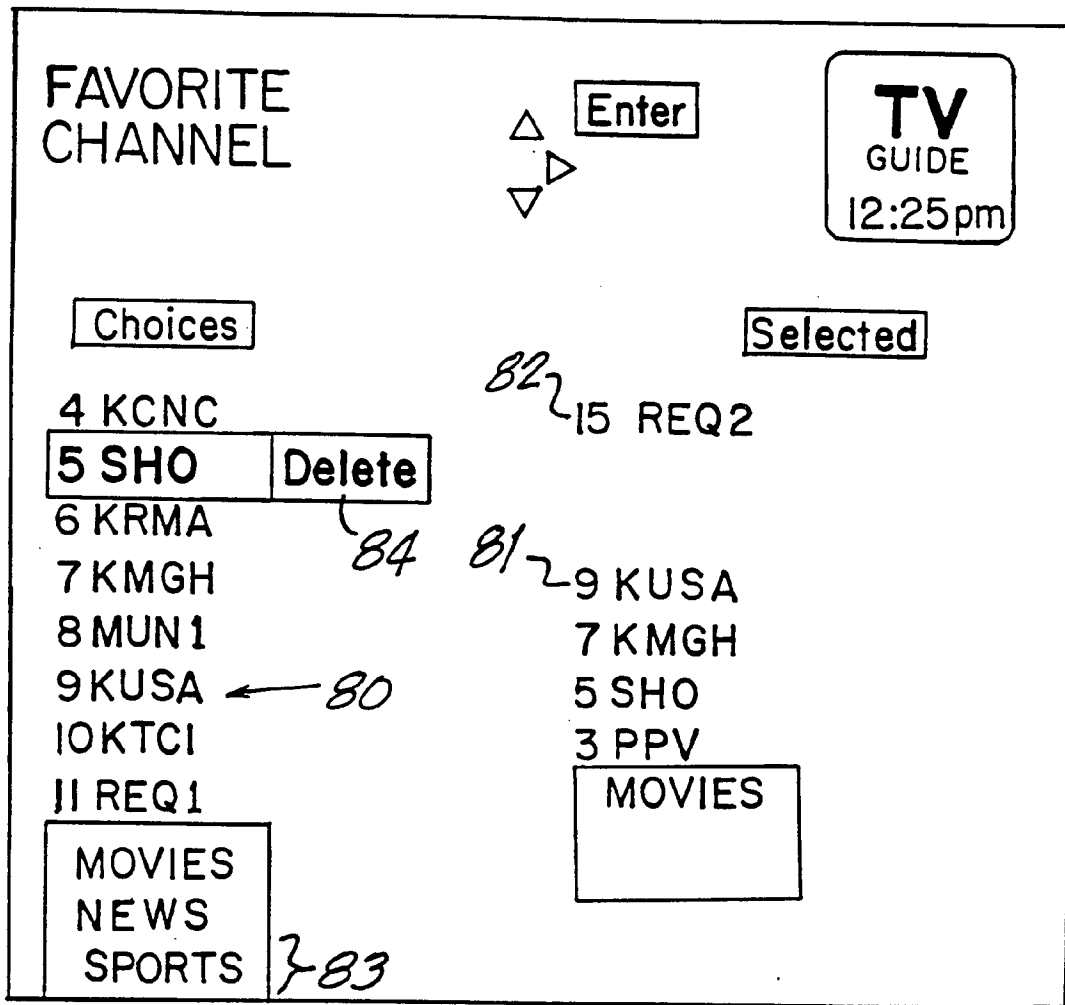 FAVORITE
CHANNEL
Enter
TV
GUIDE
12:25pm
Choices
Selected
4 KCNC
5 SHO Delete
6 KRMA
7 KMGH
8 MUN1
9 KUSA
10 KTCI
11 REQ1
MOVIES
NEWS
SPORTS
84
80
83
82
15 REQ2
81
9 KUSA
7 KMGH
5 SHO
3 PPV
MOVIES